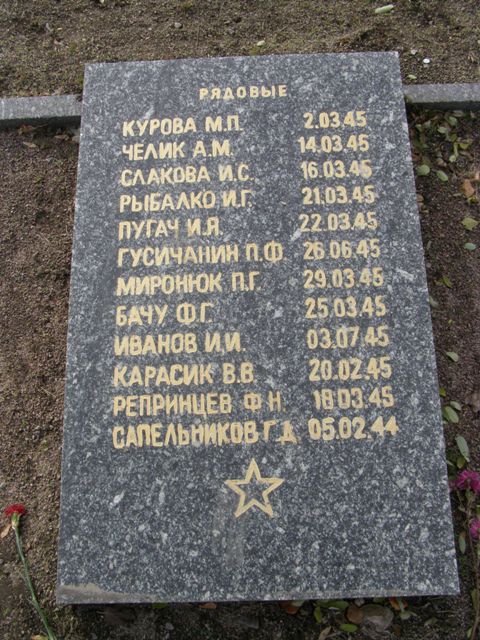 РЯДОВЫЕ
КУРОВА М.П. 2.03.45
ЧЕЛИК А.М. 14.03.45
СЛАКОВА И.С. 16.03.45
РЫБАЛКО И.Г. 21.03.45
ПУГАЧ И.Я. 22.03.45
ГУСИЧАНИН П.Ф. 26.06.45
МИРОНЮК П.Г. 29.03.45
БАЧУ Ф.Г. 25.03.45
ИВАНОВ И.И. 03.07.45
КАРАСИК В.В. 20.02.45
РЕПРИНЦЕВ Ф.Н. 18.03.45
САПЕЛЬНИКОВ Г.Д. 05.02.44